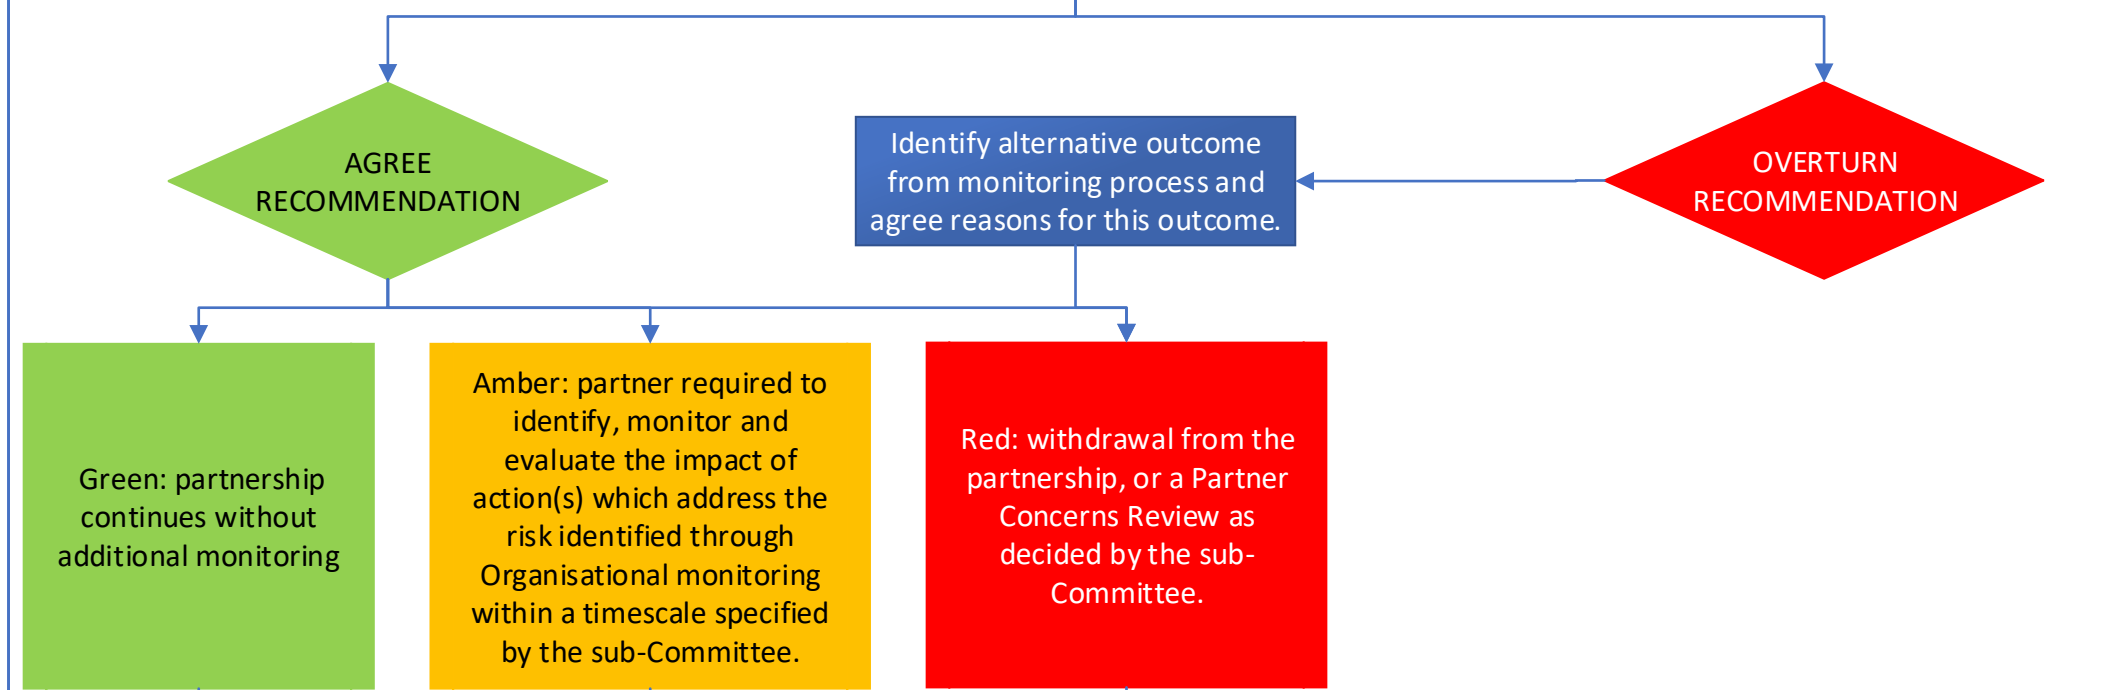 AGREE
RECOMMENDATION
Identify alternative outcome
from monitoring process and
agree reasons for this outcome.
OVERTURN
RECOMMENDATION
Green: partnership
continues without
additional monitoring
Amber: partner required to
identify, monitor and
evaluate the impact of
action(s) which address the
risk identified through
Organisational monitoring
within a timescale specified
by the sub-Committee.
Red: withdrawal from the
partnership, or a Partner
Concerns Review as
decided by the sub-
Committee.